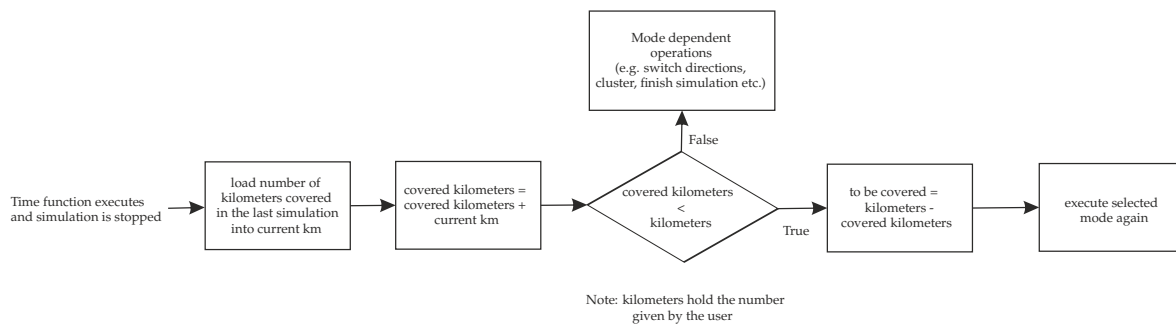 Time function executes
and simulation is stopped
load number of
kilometers covered
in the last simulation
into current km
covered kilometers =
covered kilometers +
current km
covered kilometers
<
kilometers
False
Mode dependent
operations
(e.g. switch directions,
cluster, finish simulation etc.)
True
to be covered =
kilometers -
covered kilometers
execute selected
mode again
Note: kilometers hold the number
given by the user